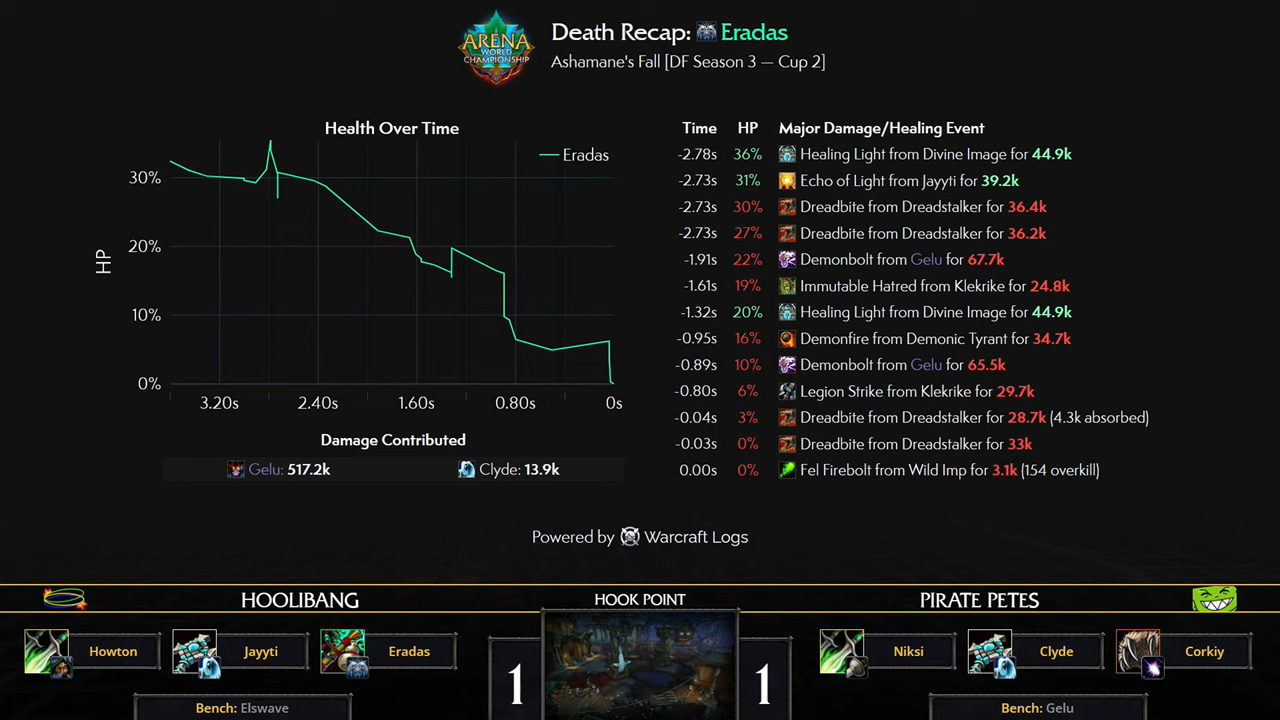 ARENA
WORLD
CHAMPIONSHIP
Death Recap: Eradas
Ashamane's Fall [DF Season 3 — Cup 2]
Health Over Time
Eradas
HP
30%
20%
10%
0%
3.20s 2.40s 1.60s 0.80s 0s
Damage Contributed
Gelu: 517.2k Clyde: 13.9k
Time HP Major Damage/Healing Event
-2.78s 36% Healing Light from Divine Image for 44.9k
-2.73s 31% Echo of Light from Jayyti for 39.2k
-2.73s 30% Dreadbite from Dreadstalker for 36.4k
-2.73s 27% Dreadbite from Dreadstalker for 36.2k
-1.91s 22% Demonbolt from Gelu for 67.7k
-1.61s 19% Immutable Hatred from Klekrike for 24.8k
-1.32s 20% Healing Light from Divine Image for 44.9k
-0.95s 16% Demonfire from Demonic Tyrant for 34.7k
-0.89s 10% Demonbolt from Gelu for 65.5k
-0.80s 6% Legion Strike from Klekrike for 29.7k
-0.04s 3% Dreadbite from Dreadstalker for 28.7k (4.3k absorbed)
-0.03s 0% Dreadbite from Dreadstalker for 33k
0.00s 0% Fel Firebolt from Wild Imp for 3.1k (154 overkill)
Powered by Warcraft Logs
HOOLIBANG HOOK POINT PIRATE PETES
Howton Jayyti Eradas 1 1 Niksi Clyde Corkiy
Bench: Elswave Bench: Gelu